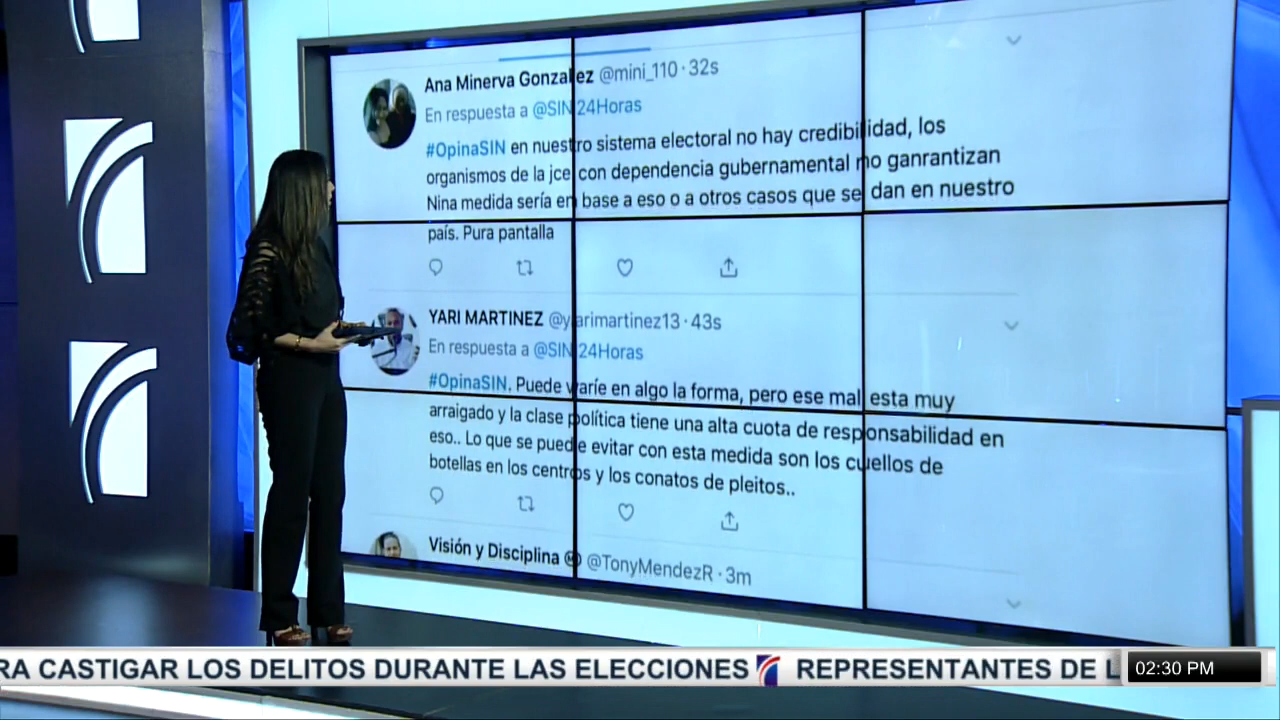 Ana Minerva Gonzalez @mini_110 · 32s
En respuesta a @SIN24Horas
#OpinaSIN en nuestro sistema electoral no hay credibilidad, los
organismos de la jce con dependencia gubernamental no ganrantizan
Nina medida sería en base a eso o a otros casos que se dan en nuestro
país. Pura pantalla
YARI MARTINEZ @yarimartinez13 · 43s
En respuesta a @SIN24Horas
#OpinaSIN. Puede varíe en algo la forma, pero ese mal esta muy
arraigado y la clase política tiene una alta cuota de responsabilidad en
eso.. Lo que se puede evitar con esta medida son los cuellos de
botellas en los centros y los conatos de pleitos..
Visión y Disciplina @TonyMendezR · 3m
RA CASTIGAR LOS DELITOS DURANTE LAS ELECCIONES REPRESENTANTES DE L
02:30 PM